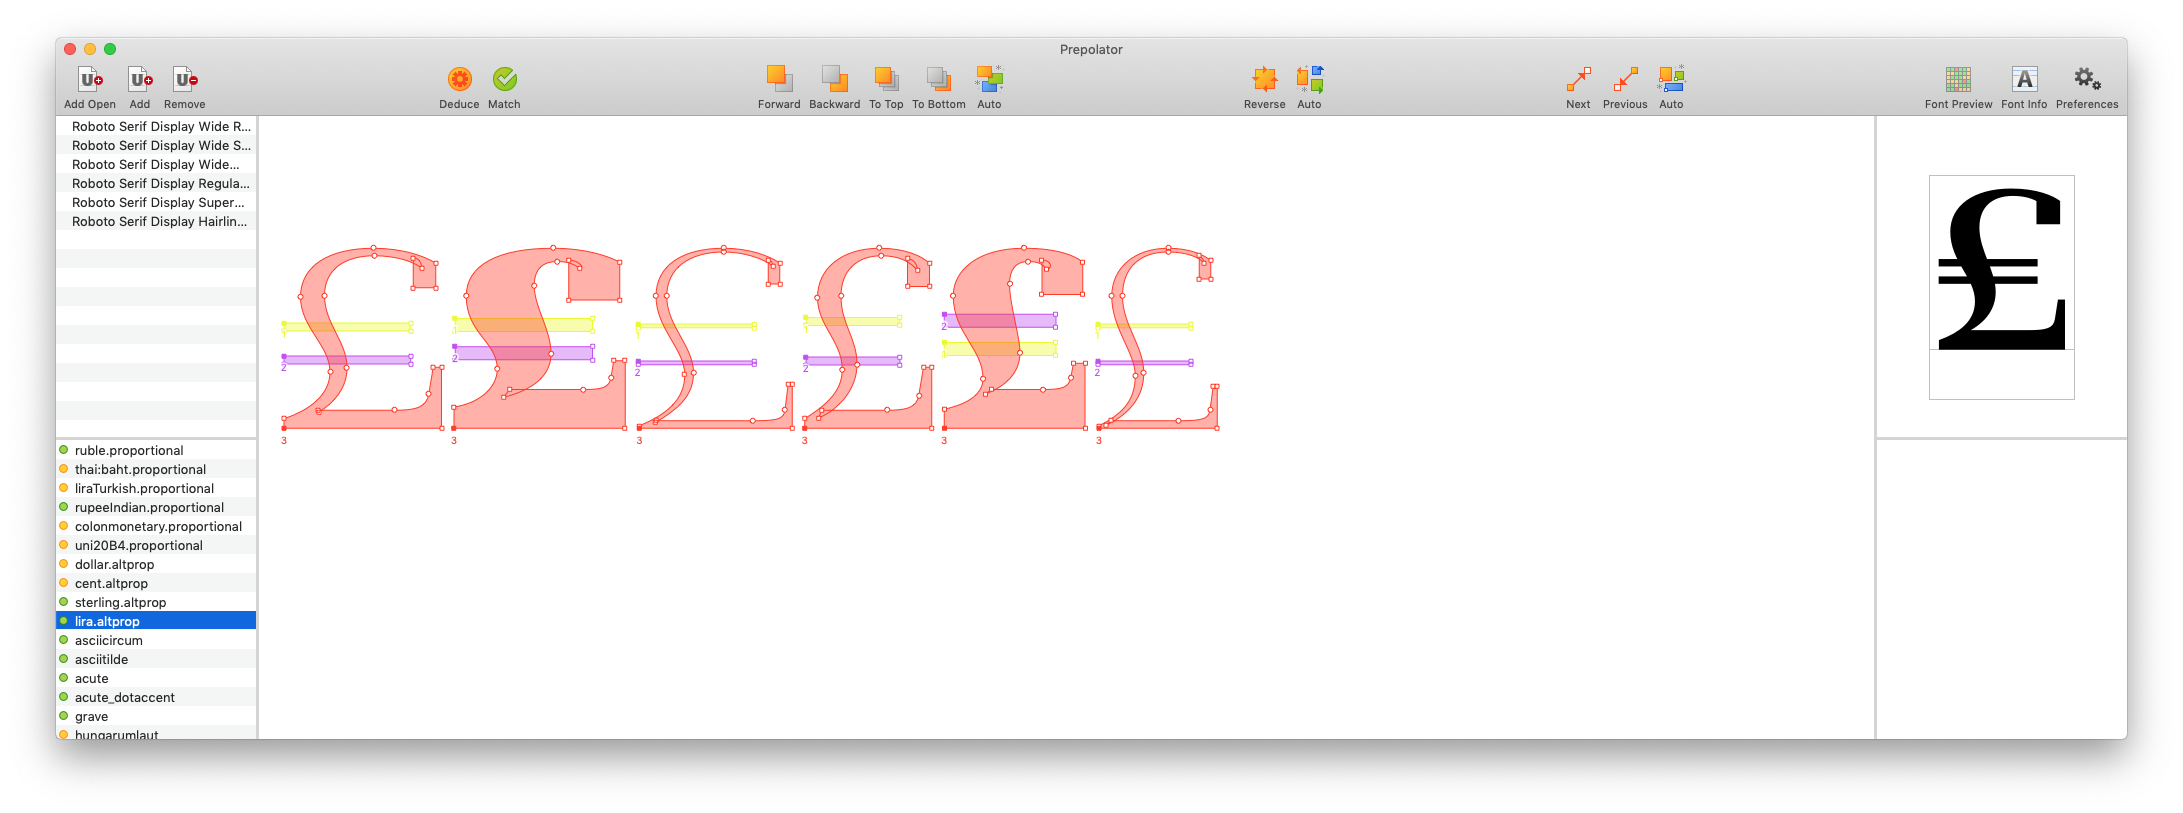 Prepolator
Add Open Add Remove Deduce Match Forward Backward To Top To Bottom Auto Reverse Auto Next Previous Auto Font Preview Font Info Preferences
Roboto Serif Display Wide R...
Roboto Serif Display Wide S...
Roboto Serif Display Wide...
Roboto Serif Display Regula...
Roboto Serif Display Super...
Roboto Serif Display Hairlin...
ruble.proportional
thai:baht.proportional
liraTurkish.proportional
rupeeIndian.proportional
colonmonetary.proportional
uni20B4.proportional
dollar.altprop
cent.altprop
sterling.altprop
lira.altprop
asciicircum
asciitilde
acute
acute_dotaccent
grave
hungarumlaut
1 1 1 1 2 1
2 2 2 2 1 2
3 3 3 3 3 3
₤